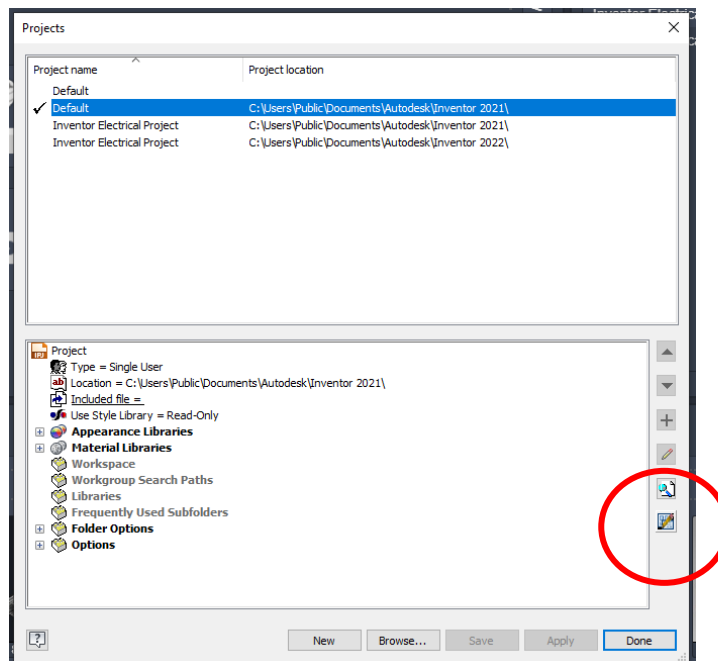 Projects
Project name Project location
Default
Default C:\Users\Public\Documents\Autodesk\Inventor 2021\
Inventor Electrical Project C:\Users\Public\Documents\Autodesk\Inventor 2021\
Inventor Electrical Project C:\Users\Public\Documents\Autodesk\Inventor 2022\
Project
Type = Single User
Location = C:\Users\Public\Documents\Autodesk\Inventor 2021\
Included file =
Use Style Library = Read-Only
Appearance Libraries
Material Libraries
Workspace
Workgroup Search Paths
Libraries
Frequently Used Subfolders
Folder Options
Options
New Browse... Save Apply Done